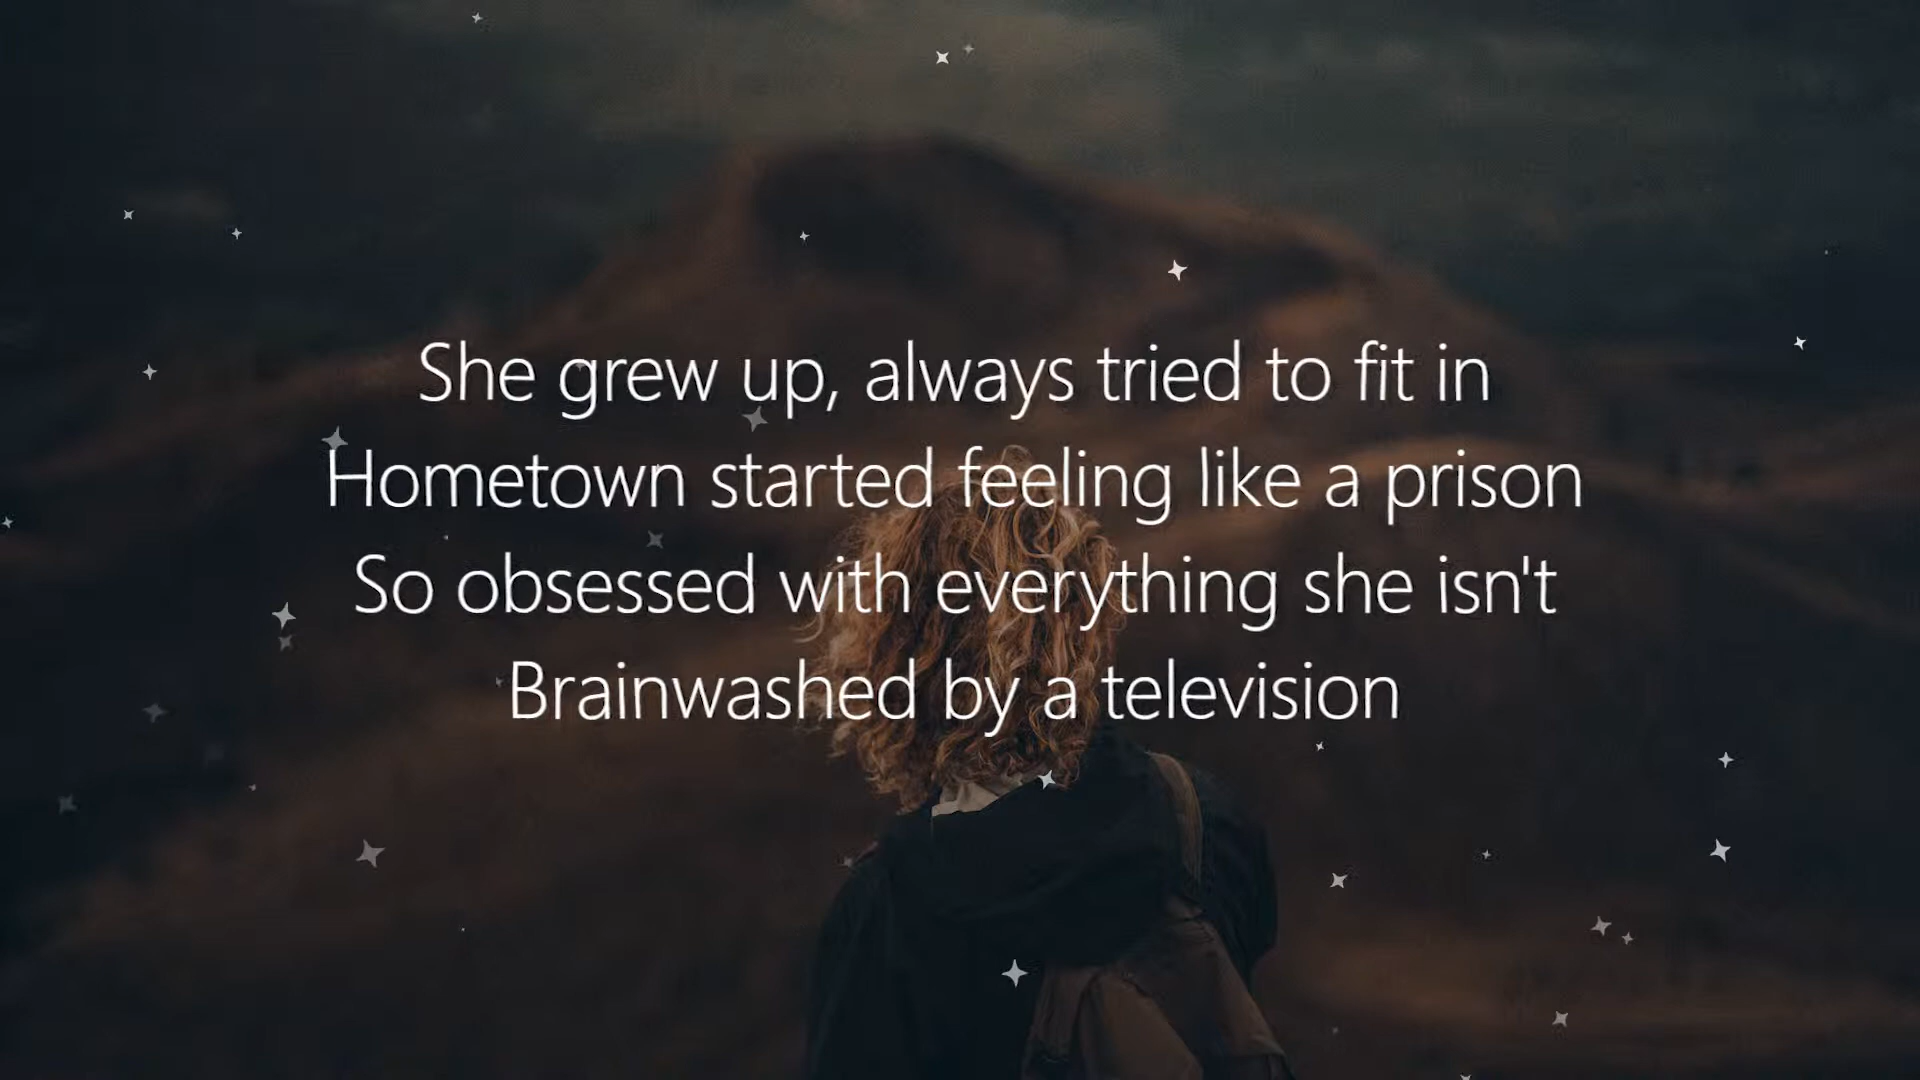 She grew up, always tried to fit in
Hometown started feeling like a prison
So obsessed with everything she isn't
Brainwashed by a television